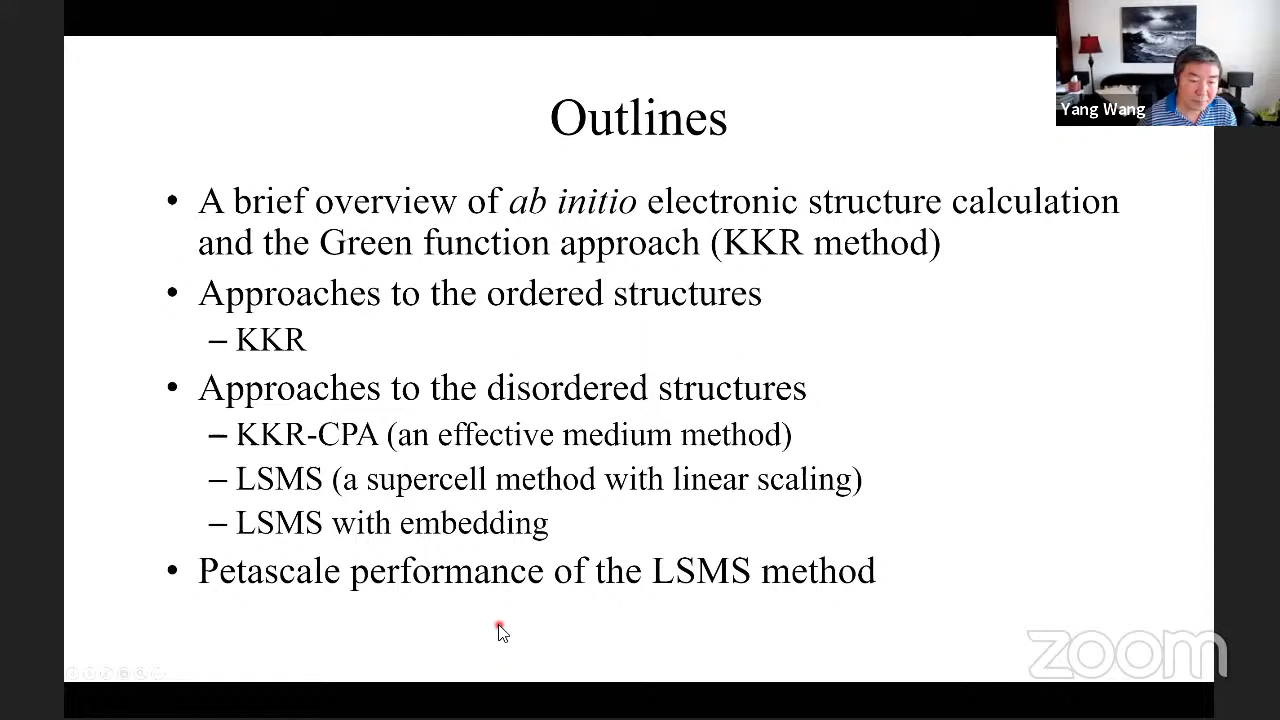 Outlines
Yang Wang
• A brief overview of ab initio electronic structure calculation
and the Green function approach (KKR method)
• Approaches to the ordered structures
– KKR
• Approaches to the disordered structures
– KKR-CPA (an effective medium method)
– LSMS (a supercell method with linear scaling)
– LSMS with embedding
• Petascale performance of the LSMS method
zoom